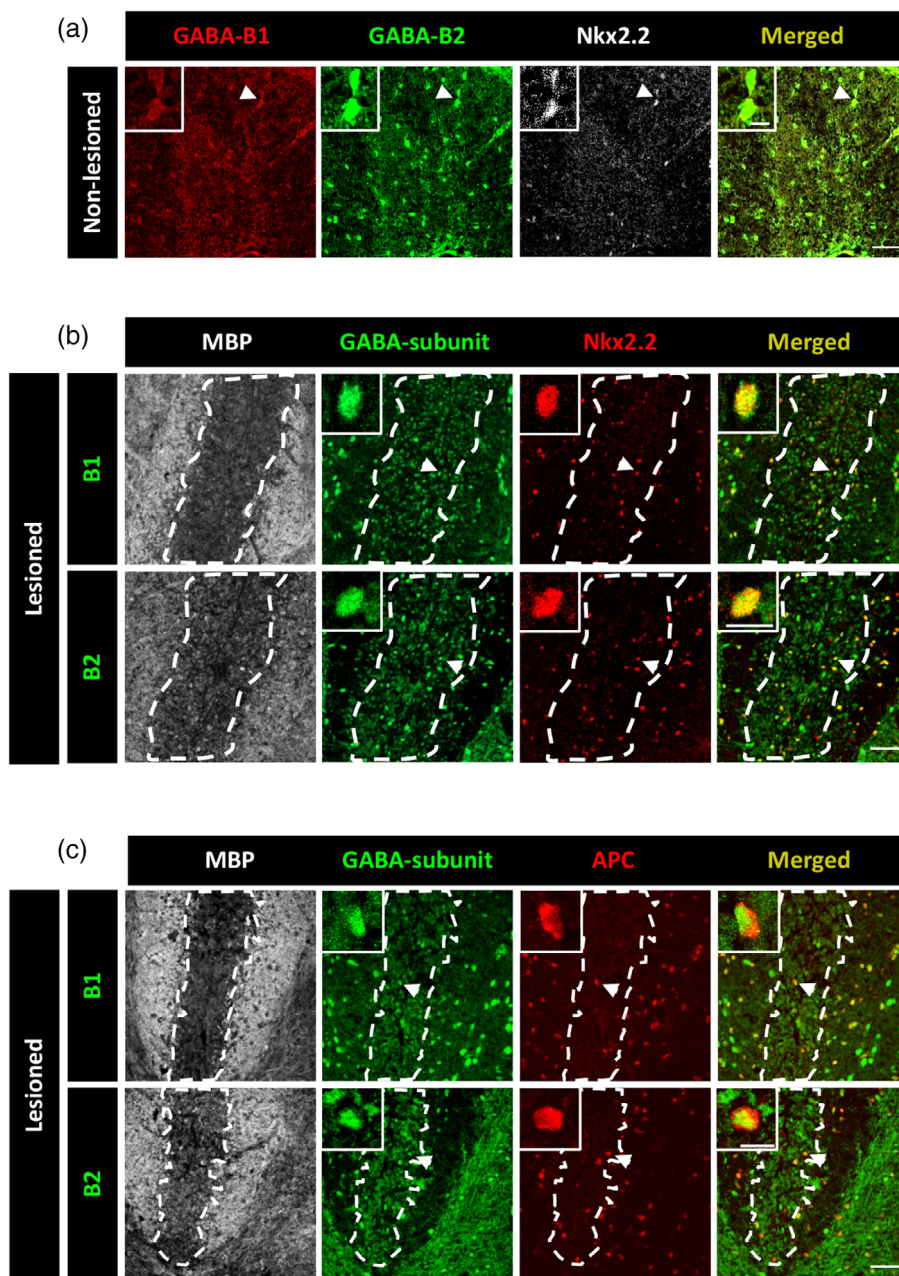 (a)
GABA-B1 GABA-B2 Nkx2.2 Merged
Non-lesioned
(b)
MBP GABA-subunit Nkx2.2 Merged
Lesioned
B1
B2
(c)
MBP GABA-subunit APC Merged
Lesioned
B1
B2